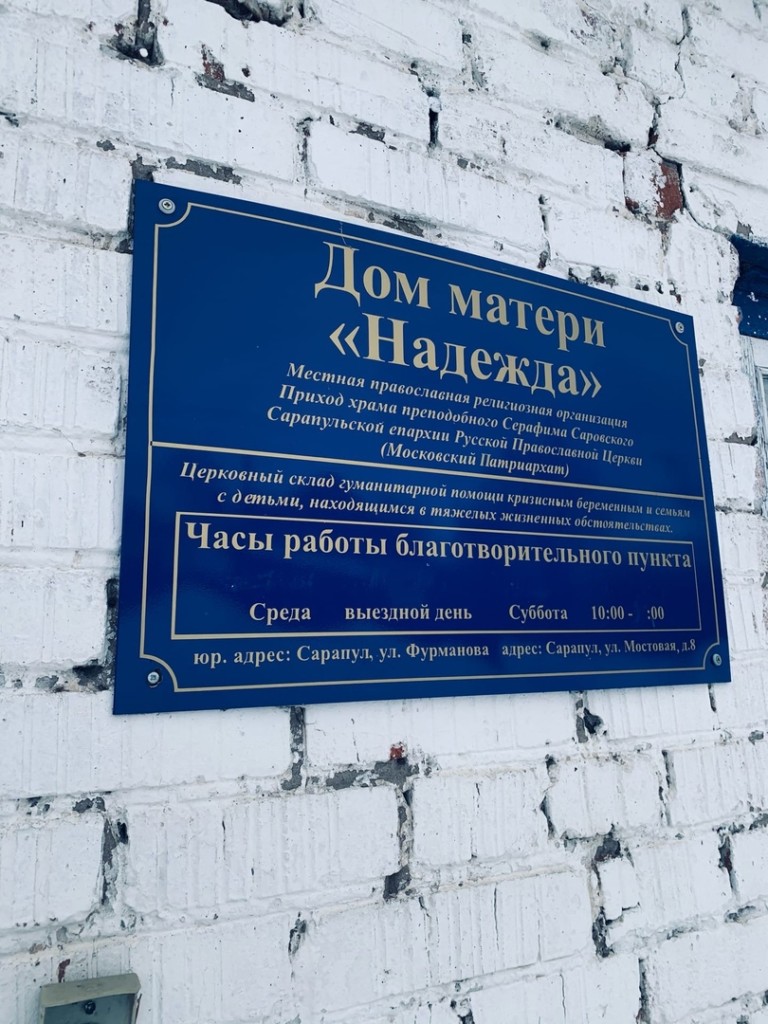 Дом матери
«Надежда»
Местная православная религиозная организация
Приход храма преподобного Серафима Саровского
Сарапульской епархии Русской Православной Церкви
(Московский Патриархат)
Церковный склад гуманитарной помощи кризисным беременным и семьям
с детьми, находящимся в тяжелых жизненных обстоятельствах.
Часы работы благотворительного пункта
Среда выездной день Суббота 10:00 - :00
юр. адрес: Сарапул, ул. Фурманова адрес: Сарапул, ул. Мостовая, д.8